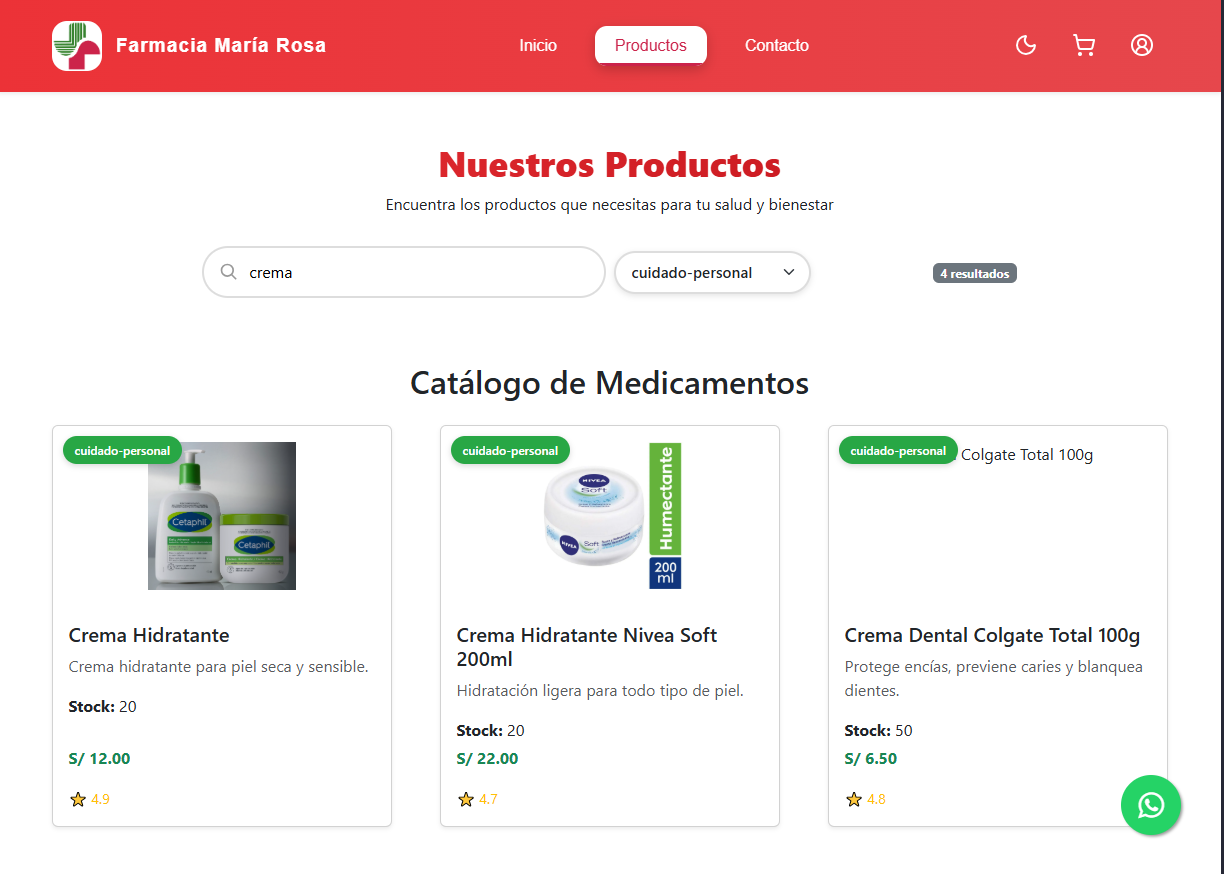 Farmacia María Rosa
Inicio
Productos
Contacto
Nuestros Productos
Encuentra los productos que necesitas para tu salud y bienestar
crema
cuidado-personal
4 resultados
Catálogo de Medicamentos
cuidado-personal
Cetaphil
Cetaphil
Crema Hidratante
Crema hidratante para piel seca y sensible.
Stock: 20
S/ 12.00
4.9
cuidado-personal
NIVEA
Soft
NIVEA
Soft
Humectante
200
ml
Crema Hidratante Nivea Soft
200ml
Hidratación ligera para todo tipo de piel.
Stock: 20
S/ 22.00
4.7
cuidado-personal
Colgate Total 100g
Crema Dental Colgate Total 100g
Protege encías, previene caries y blanquea
dientes.
Stock: 50
S/ 6.50
4.8